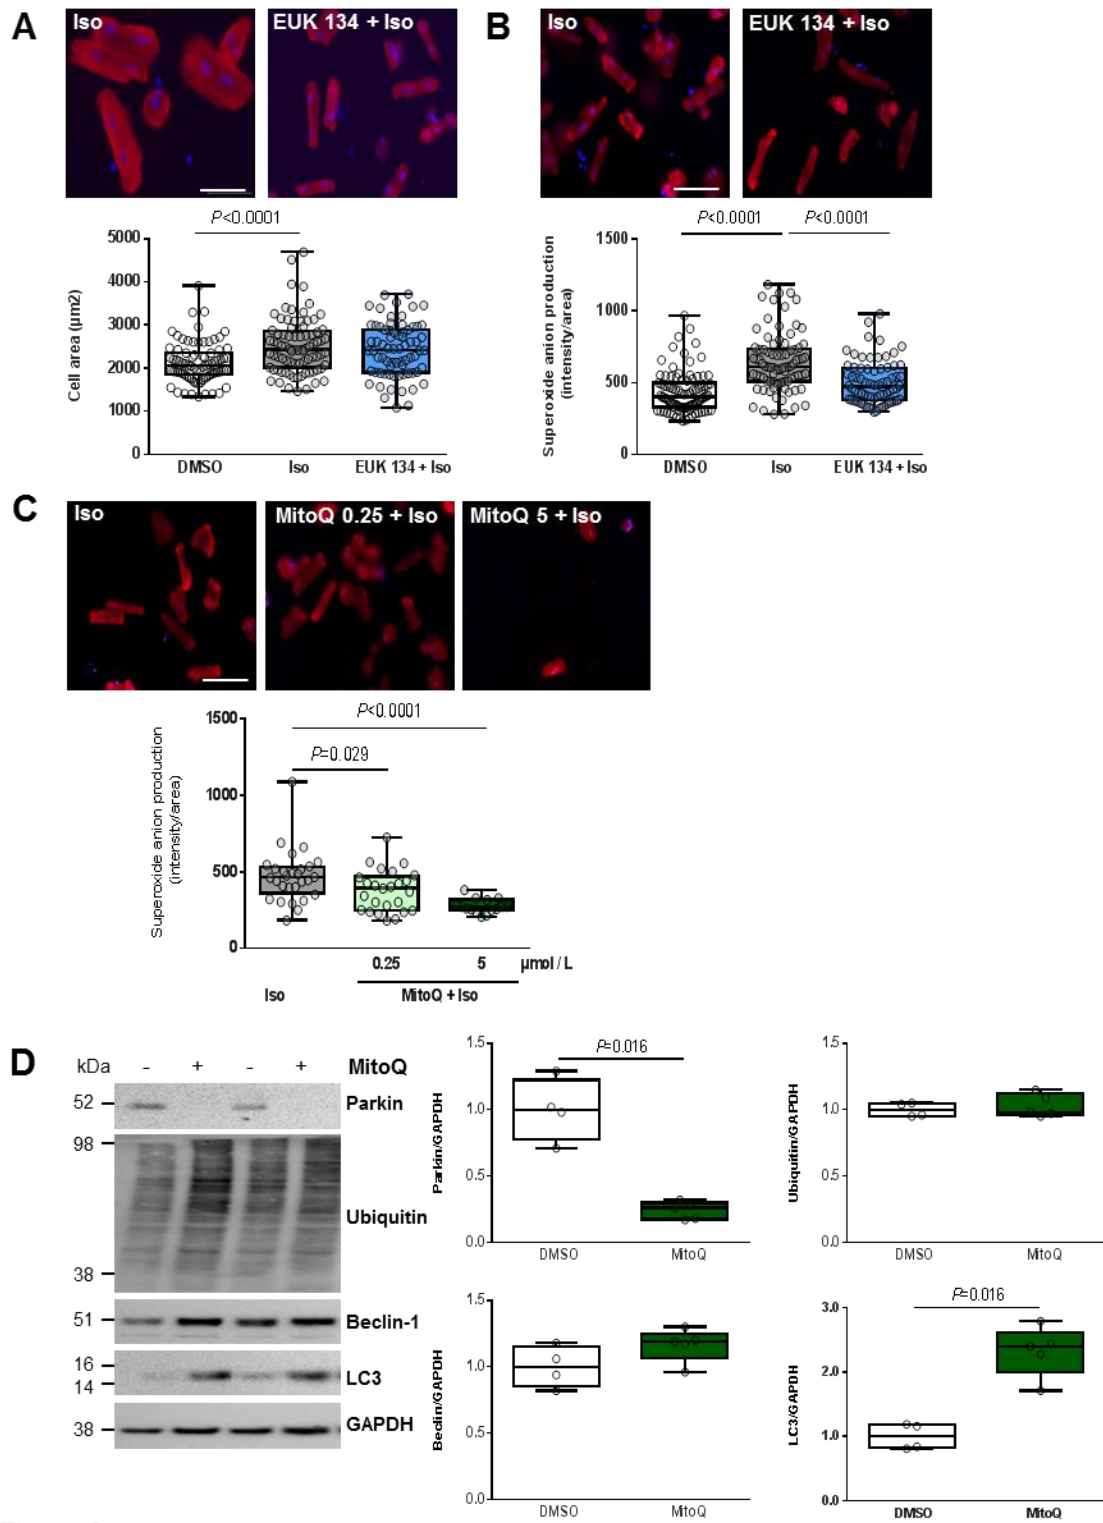 A
Iso
EUK 134 + Iso
P<0.0001
Cell area (µm2)
5000
4000
3000
2000
1000
0
DMSO
Iso
EUK 134 + Iso
B
Iso
EUK 134 + Iso
P<0.0001
P<0.0001
Superoxide anion production
(intensity/area)
1500
1000
500
0
DMSO
Iso
EUK 134 + Iso
C
Iso
MitoQ 0.25 + Iso
MitoQ 5 + Iso
P<0.0001
P=0.029
Superoxide anion production
(intensity/area)
1500
1000
500
0
0.25
5
µmol / L
Iso
MitoQ + Iso
D
kDa
- + - +
MitoQ
52
Parkin
98
Ubiquitin
38
51
Beclin-1
16
14
LC3
38
GAPDH
P=0.016
Parkin/GAPDH
1.5
1.0
0.5
0.0
DMSO
MitoQ
Ubiquitin/GAPDH
1.5
1.0
0.5
0.0
DMSO
MitoQ
Beclin/GAPDH
1.5
1.0
0.5
0.0
DMSO
MitoQ
P=0.016
LC3/GAPDH
3.0
2.0
1.0
0.0
DMSO
MitoQ